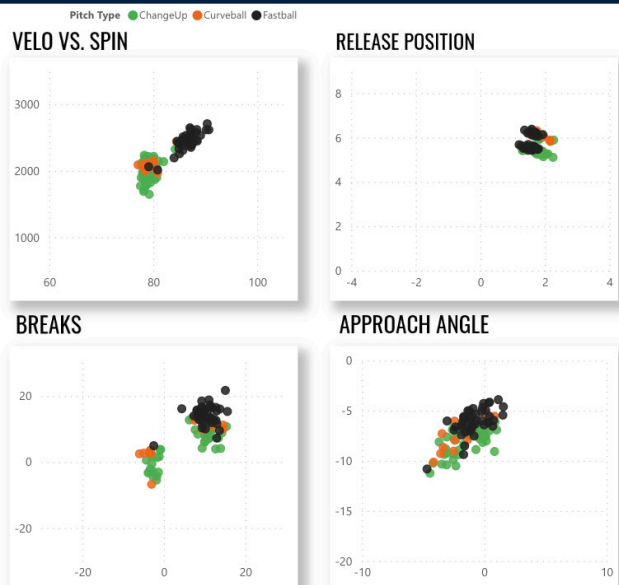 Pitch Type ChangeUp Curveball Fastball
VELO VS. SPIN
3000
2000
1000
60 80 100
RELEASE POSITION
8
6
4
2
0
-4 -2 0 2 4
BREAKS
20
0
-20
-20 0 20
APPROACH ANGLE
0
-5
-10
-15
-20
-10 0 10